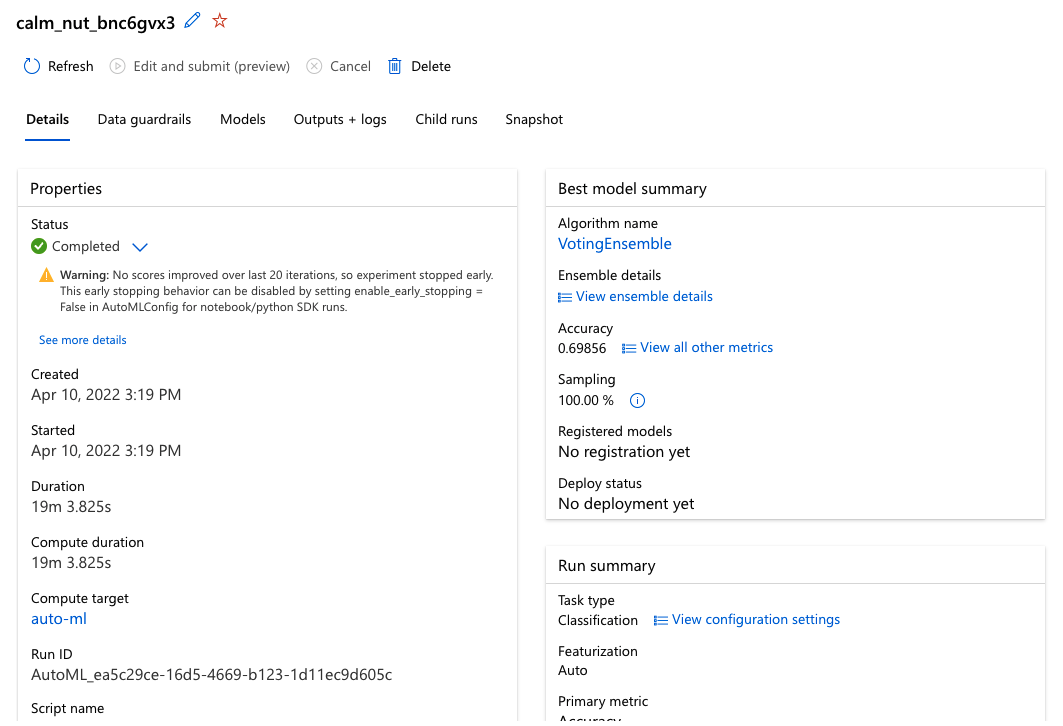 calm_nut_bnc6gvx3
Refresh Edit and submit (preview) Cancel Delete
Details Data guardrails Models Outputs + logs Child runs Snapshot
Properties
Status
Completed
Warning: No scores improved over last 20 iterations, so experiment stopped early.
This early stopping behavior can be disabled by setting enable_early_stopping =
False in AutoMLConfig for notebook/python SDK runs.
See more details
Created
Apr 10, 2022 3:19 PM
Started
Apr 10, 2022 3:19 PM
Duration
19m 3.825s
Compute duration
19m 3.825s
Compute target
auto-ml
Run ID
AutoML_ea5c29ce-16d5-4669-b123-1d11ec9d605c
Script name
Best model summary
Algorithm name
VotingEnsemble
Ensemble details
View ensemble details
Accuracy
0.69856 View all other metrics
Sampling
100.00 %
Registered models
No registration yet
Deploy status
No deployment yet
Run summary
Task type
Classification View configuration settings
Featurization
Auto
Primary metric
Accuracy